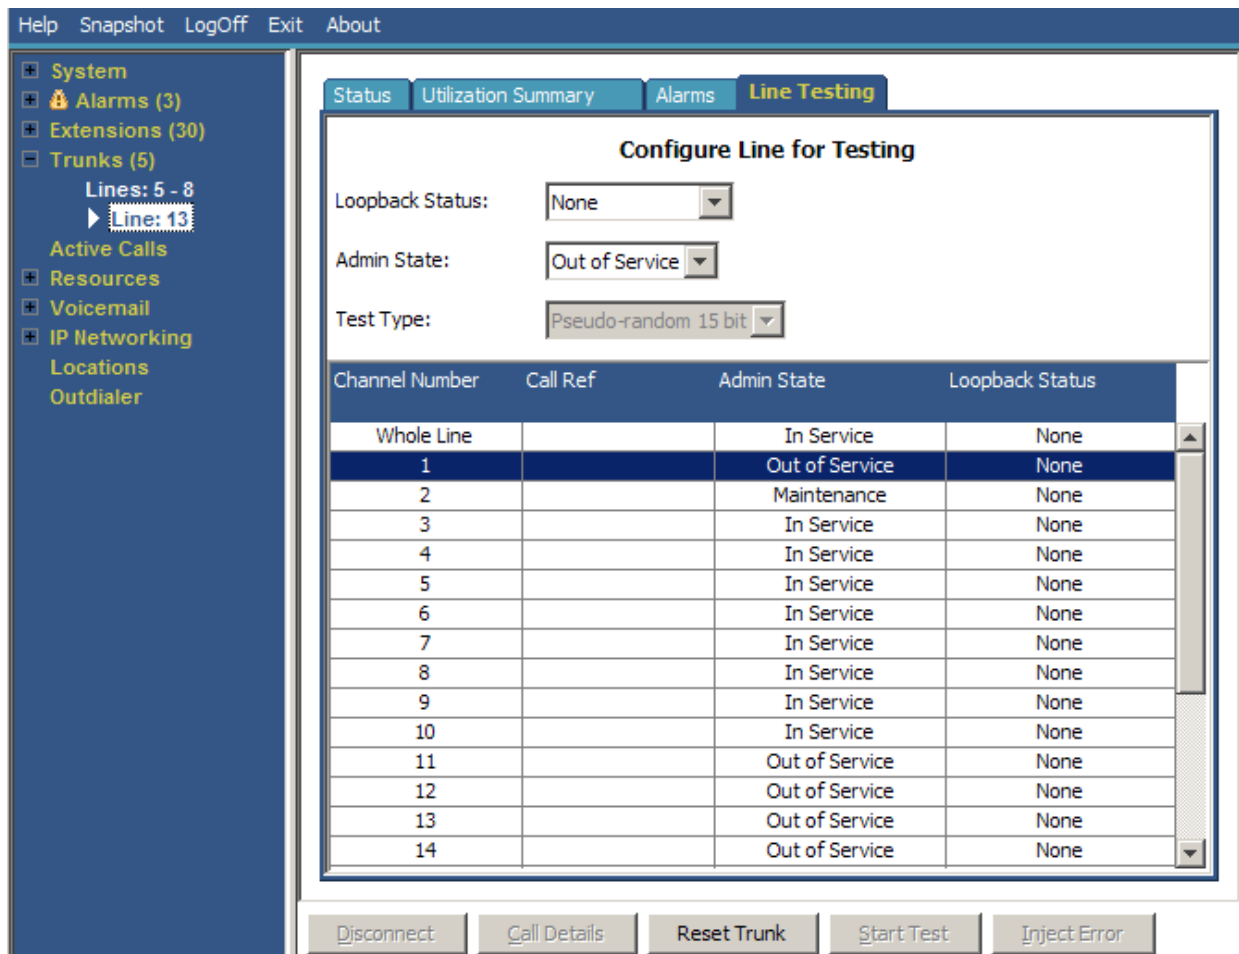 Help Snapshot LogOff Exit About
System
Alarms (3)
Extensions (30)
Trunks (5)
Lines: 5 - 8
Line: 13
Active Calls
Resources
Voicemail
IP Networking
Locations
Outdialer
Status Utilization Summary Alarms Line Testing
Configure Line for Testing
Loopback Status: None
Admin State: Out of Service
Test Type: Pseudo-random 15 bit
Channel Number Call Ref Admin State Loopback Status
Whole Line In Service None
1 Out of Service None
2 Maintenance None
3 In Service None
4 In Service None
5 In Service None
6 In Service None
7 In Service None
8 In Service None
9 In Service None
10 In Service None
11 Out of Service None
12 Out of Service None
13 Out of Service None
14 Out of Service None
Disconnect Call Details Reset Trunk Start Test Inject Error